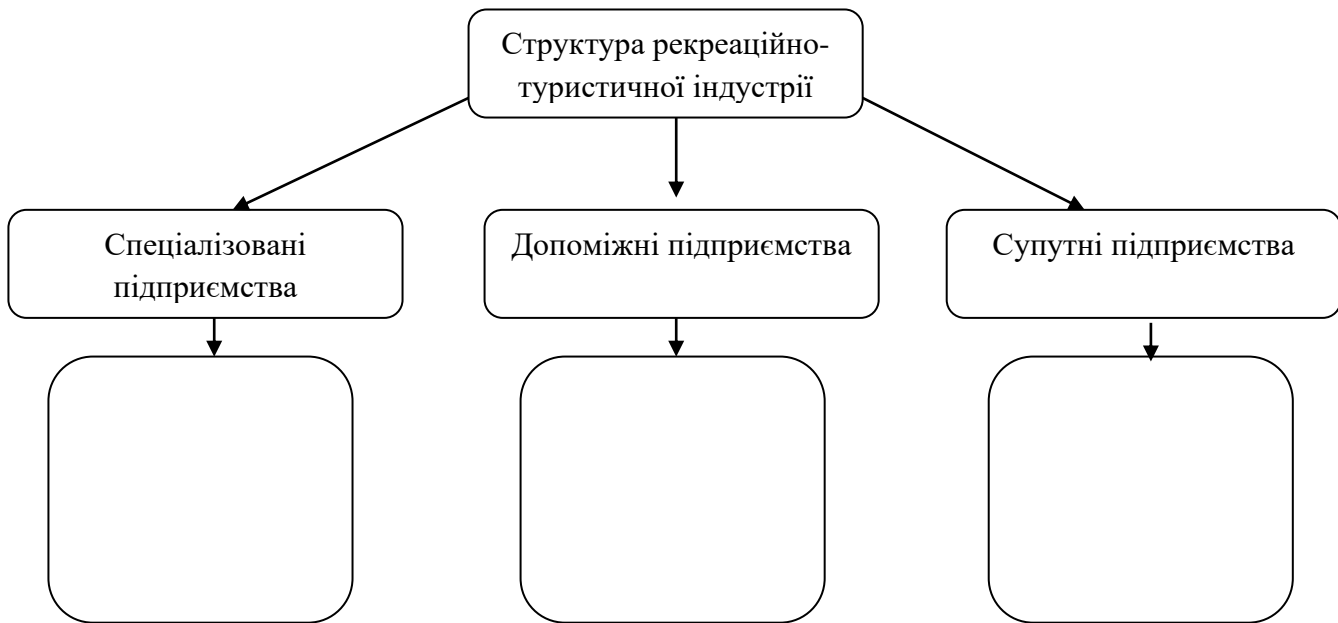 Структура рекреаційно-
туристичної індустрії
Спеціалізовані
підприємства
Допоміжні підприємства
Супутні підприємства